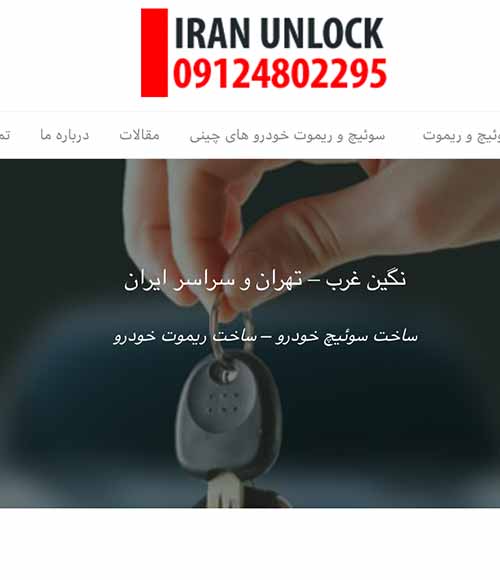 IRAN UNLOCK
09124802295
سوئیچ و ریموت خودرو های چینی مقالات درباره ما
نگین غرب – تهران و سراسر ایران
ساخت سوئیچ خودرو – ساخت ریموت خودرو